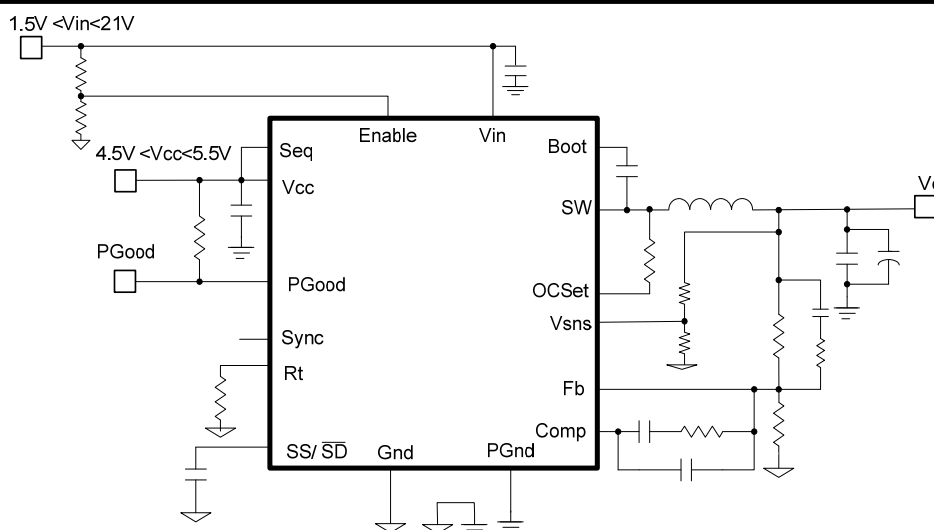 1.5V <Vin<21V
Enable
Vin
Boot
4.5V <Vcc<5.5V
Seq
Vcc
SW
PGood
PGood
OCSet
Vsns
Sync
Rt
Fb
Comp
SS/ SD
Gnd
PGnd